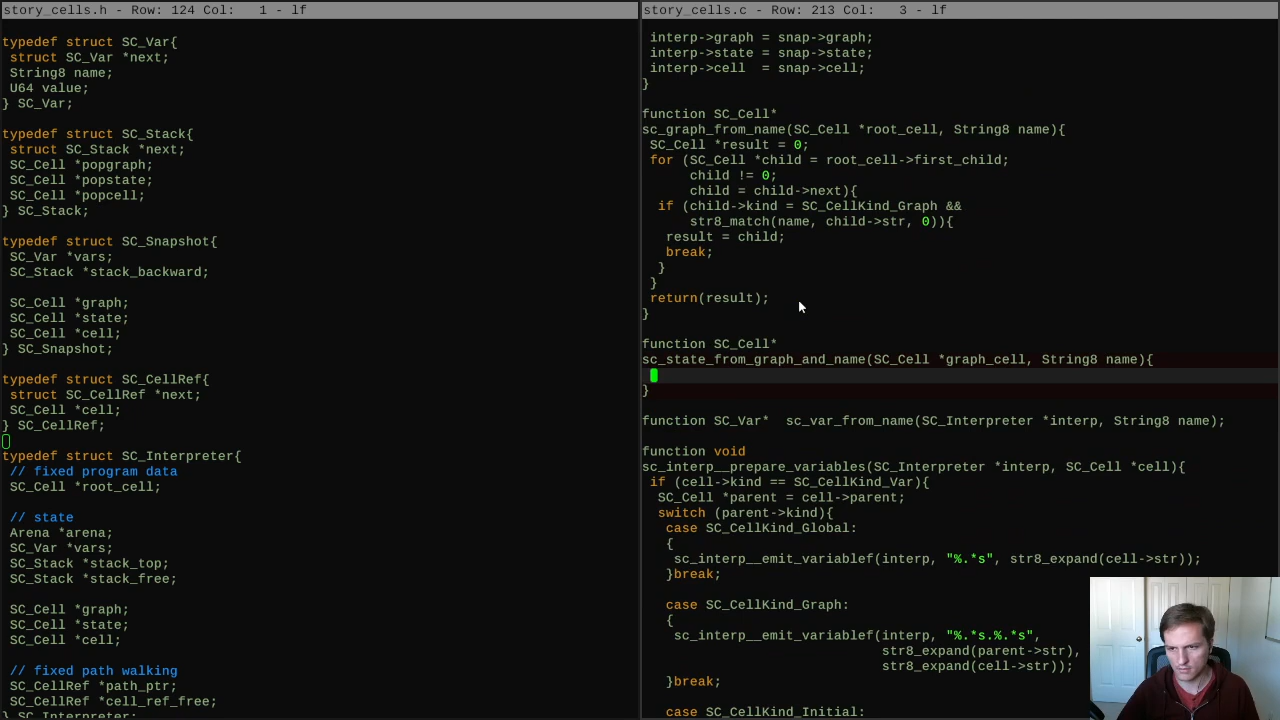 story_cells.h - Row: 124 Col:   1 - lf
typedef struct SC_Var{
 struct SC_Var *next;
 String8 name;
 U64 value;
} SC_Var;
typedef struct SC_Stack{
 struct SC_Stack *next;
 SC_Cell *popgraph;
 SC_Cell *popstate;
 SC_Cell *popcell;
} SC_Stack;
typedef struct SC_Snapshot{
 SC_Var *vars;
 SC_Stack *stack_backward;
 SC_Cell *graph;
 SC_Cell *state;
 SC_Cell *cell;
} SC_Snapshot;
typedef struct SC_CellRef{
 struct SC_CellRef *next;
 SC_Cell *cell;
} SC_CellRef;
typedef struct SC_Interpreter{
 // fixed program data
 SC_Cell *root_cell;
 // state
 Arena *arena;
 SC_Var *vars;
 SC_Stack *stack_top;
 SC_Stack *stack_free;
 SC_Cell *graph;
 SC_Cell *state;
 SC_Cell *cell;
 // fixed path walking
 SC_CellRef *path_ptr;
 SC_CellRef *cell_ref_free;
} SC_Interpreter;
story_cells.c - Row: 213 Col:   3 - lf
 interp->graph = snap->graph;
 interp->state = snap->state;
 interp->cell  = snap->cell;
}
function SC_Cell*
sc_graph_from_name(SC_Cell *root_cell, String8 name){
 SC_Cell *result = 0;
 for (SC_Cell *child = root_cell->first_child;
      child != 0;
      child = child->next){
  if (child->kind = SC_CellKind_Graph &&
      str8_match(name, child->str, 0)){
   result = child;
   break;
  }
 }
 return(result);
}
function SC_Cell*
sc_state_from_graph_and_name(SC_Cell *graph_cell, String8 name){
}
function SC_Var*  sc_var_from_name(SC_Interpreter *interp, String8 name);
function void
sc_interp__prepare_variables(SC_Interpreter *interp, SC_Cell *cell){
 if (cell->kind == SC_CellKind_Var){
  SC_Cell *parent = cell->parent;
  switch (parent->kind){
   case SC_CellKind_Global:
   {
    sc_interp__emit_variablef(interp, "%.*s", str8_expand(cell->str));
   }break;
   case SC_CellKind_Graph:
   {
    sc_interp__emit_variablef(interp, "%.*s.%.*s",
                              str8_expand(parent->str),
                              str8_expand(cell->str));
   }break;
   case SC_CellKind_Initial: